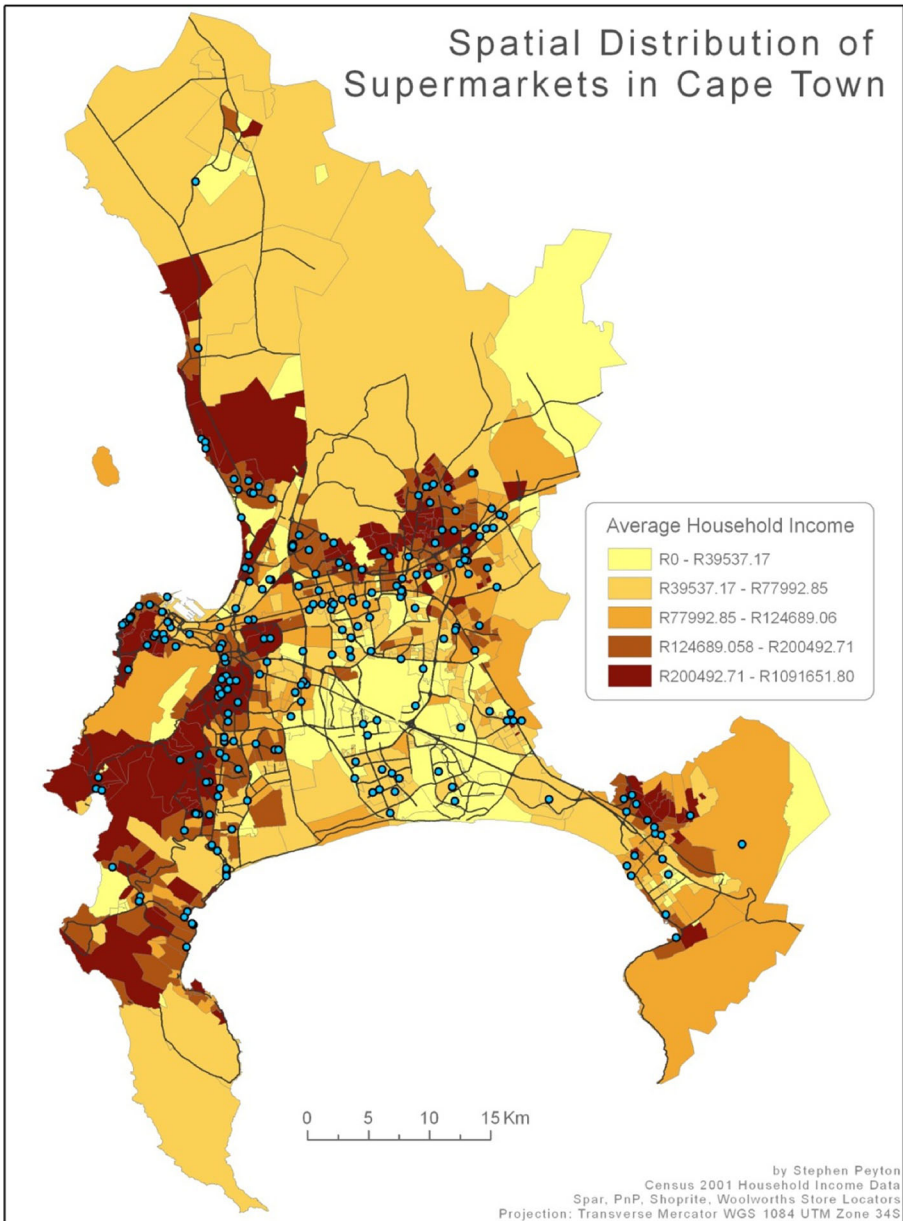 Spatial Distribution of
Supermarkets in Cape Town
Average Household Income
R0 - R39537.17
R39537.17 - R77992.85
R77992.85 - R124689.06
R124689.058 - R200492.71
R200492.71 - R1091651.80
0 5 10 15 Km
by Stephen Peyton
Census 2001 Household Income Data
Spar, PnP, Shoprite, Woolworths Store Locators
Projection: Transverse Mercator WGS 1084 UTM Zone 34S